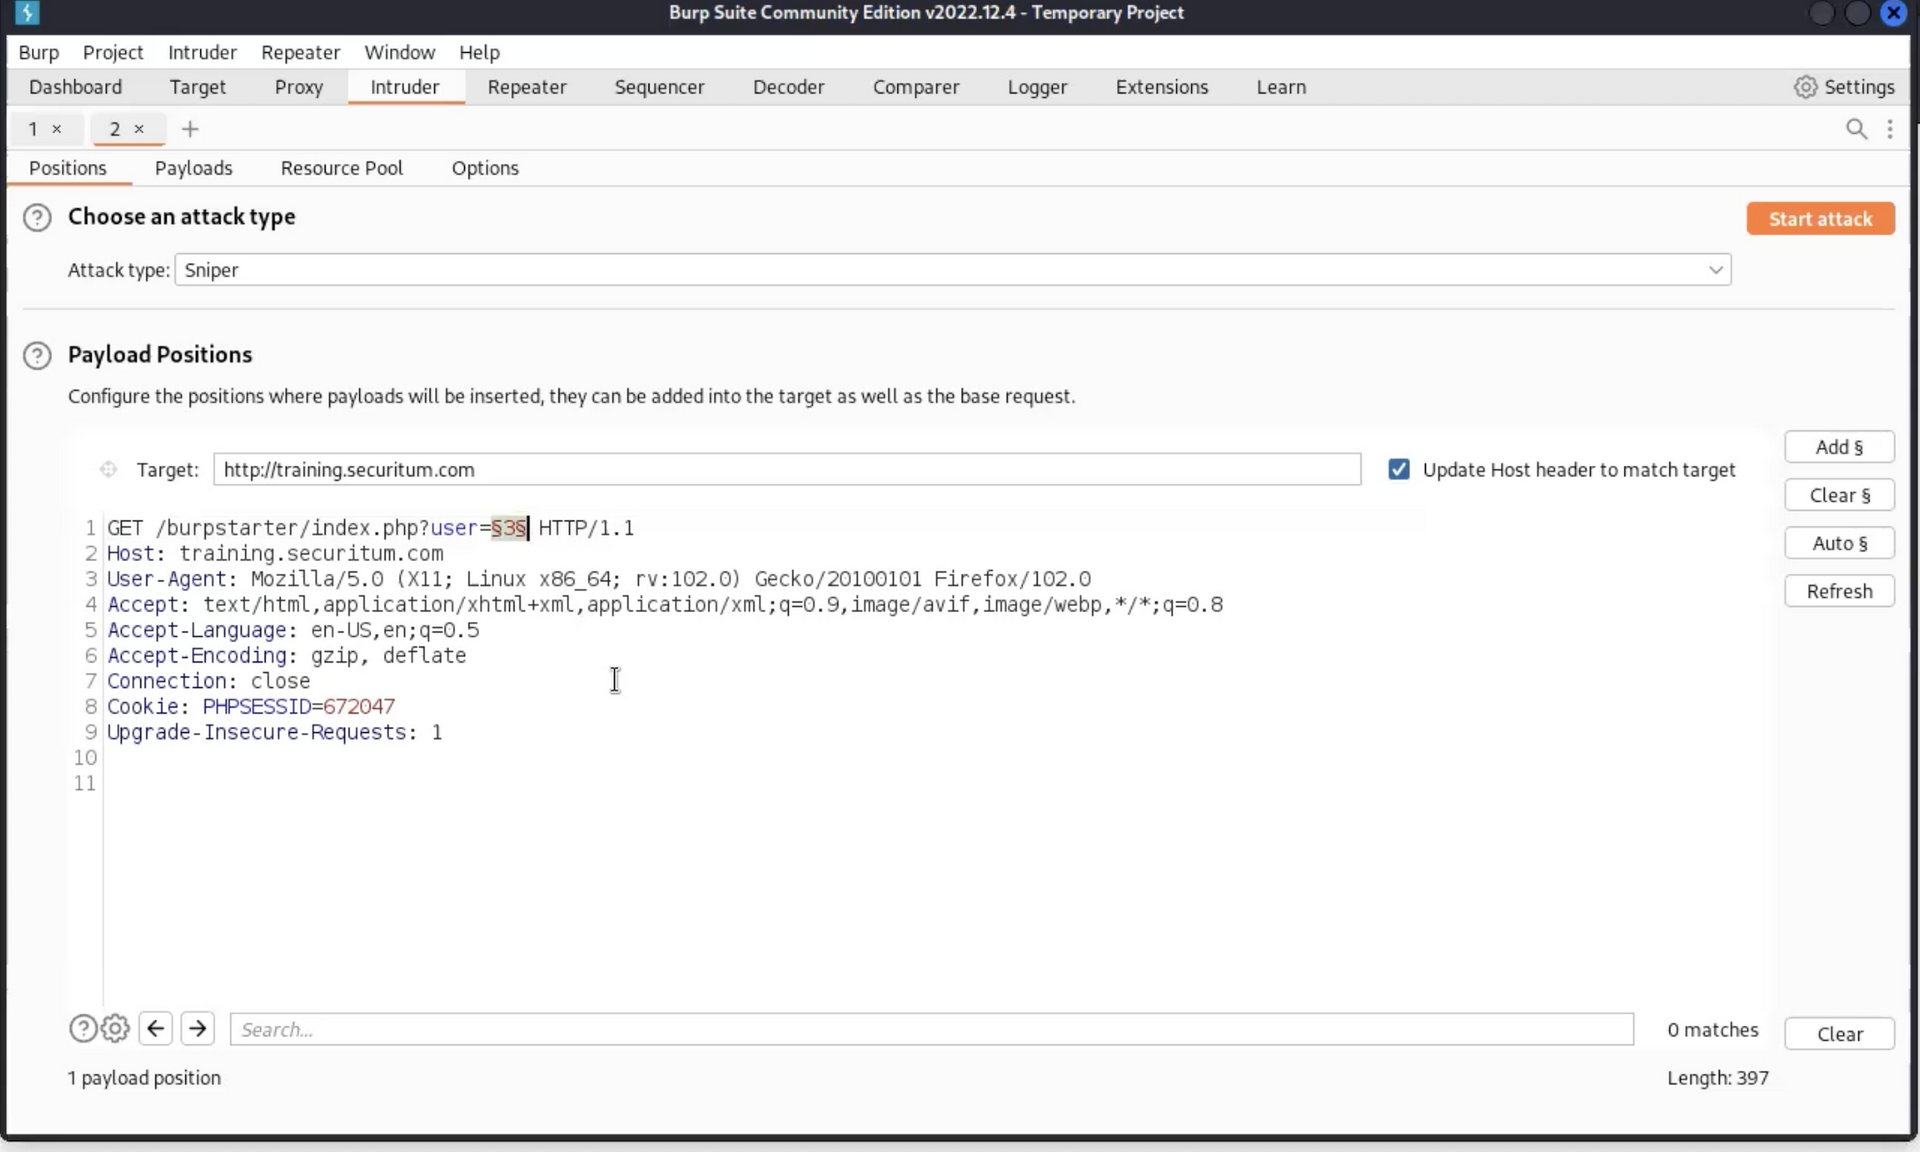 Burp Suite Community Edition v2022.12.4 - Temporary Project
Burp Project Intruder Repeater Window Help
Dashboard Target Proxy Intruder Repeater Sequencer Decoder Comparer Logger Extensions Learn Settings
1 × 2 × +
Positions Payloads Resource Pool Options
? Choose an attack type Start attack
Attack type: Sniper
? Payload Positions
Configure the positions where payloads will be inserted, they can be added into the target as well as the base request.
Add §
Target: http://training.securitum.com Update Host header to match target
Clear §
1 GET /burpstarter/index.php?user=§3§ HTTP/1.1
Auto §
2 Host: training.securitum.com
3 User-Agent: Mozilla/5.0 (X11; Linux x86_64; rv:102.0) Gecko/20100101 Firefox/102.0
Refresh
4 Accept: text/html,application/xhtml+xml,application/xml;q=0.9,image/avif,image/webp,*/*;q=0.8
5 Accept-Language: en-US,en;q=0.5
6 Accept-Encoding: gzip, deflate
7 Connection: close
8 Cookie: PHPSESSID=672047
9 Upgrade-Insecure-Requests: 1
10
11
? Search... 0 matches Clear
1 payload position Length: 397